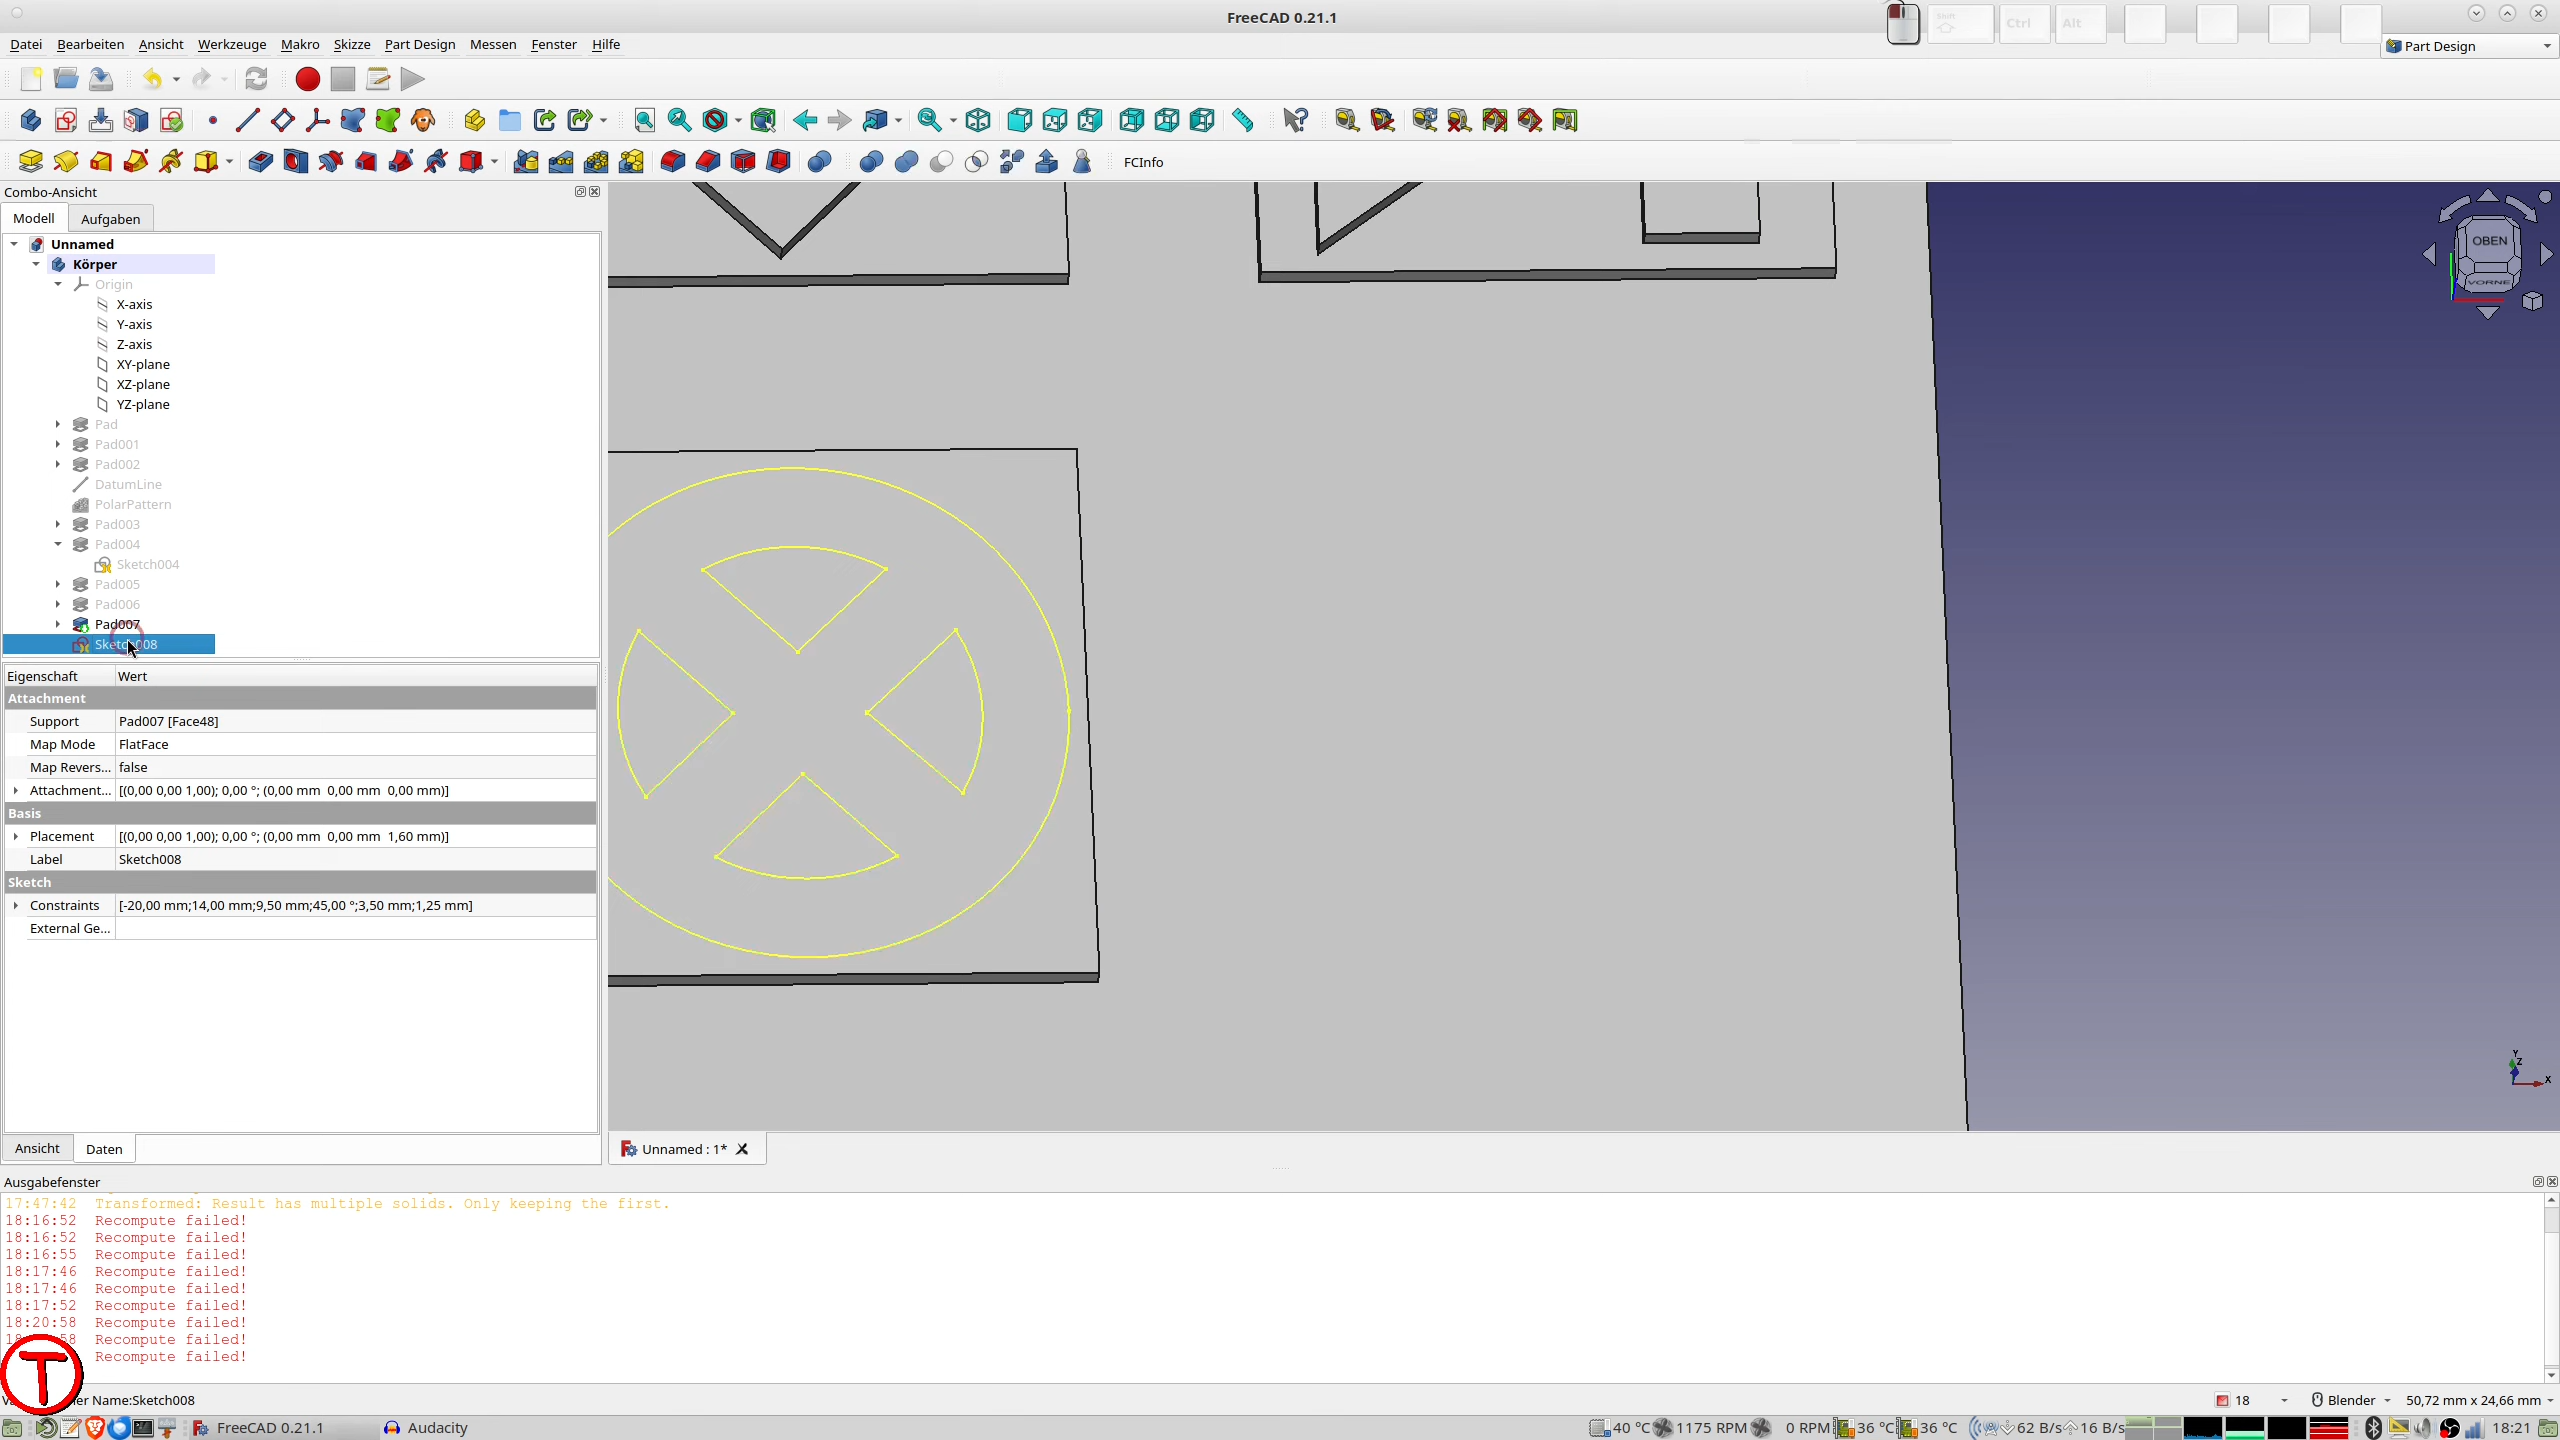 FreeCAD 0.21.1
Shift
Ctrl
Alt
Datei Bearbeiten Ansicht Werkzeuge Makro Skizze Part Design Messen Fenster Hilfe
Part Design
FCInfo
Combo-Ansicht
Modell Aufgaben
Unnamed
Körper
Origin
X-axis
Y-axis
Z-axis
XY-plane
XZ-plane
YZ-plane
Pad
Pad001
Pad002
DatumLine
PolarPattern
Pad003
Pad004
Sketch004
Pad005
Pad006
Pad007
Sketch008
Eigenschaft Wert
Attachment
Support Pad007 [Face48]
Map Mode FlatFace
Map Revers... false
Attachment... [(0,00 0,00 1,00); 0,00 °; (0,00 mm 0,00 mm 0,00 mm)]
Basis
Placement [(0,00 0,00 1,00); 0,00 °; (0,00 mm 0,00 mm 1,60 mm)]
Label Sketch008
Sketch
Constraints [-20,00 mm;14,00 mm;9,50 mm;45,00 °;3,50 mm;1,25 mm]
External Ge...
Ansicht Daten
OBEN
VORNE
Y
Z
X
Unnamed : 1*
Ausgabefenster
17:47:42 Transformed: Result has multiple solids. Only keeping the first.
18:16:52 Recompute failed!
18:16:52 Recompute failed!
18:16:55 Recompute failed!
18:17:46 Recompute failed!
18:17:46 Recompute failed!
18:17:52 Recompute failed!
18:20:58 Recompute failed!
Recompute failed!
Recompute failed!
T
er Name:Sketch008
18 Blender 50,72 mm x 24,66 mm
FreeCAD 0.21.1 Audacity
40 °C 1175 RPM 0 RPM 36 °C 36 °C 62 B/s 16 B/s 18:21